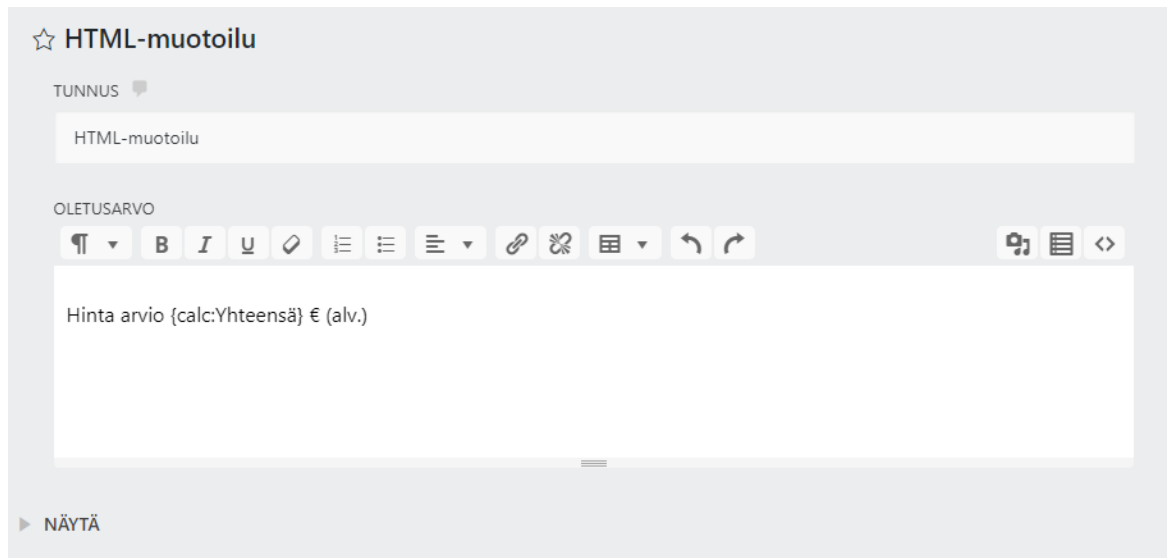 HTML-muotoilu
TUNNUS
HTML-muotoilu
OLETUSARVO
Hinta arvio {calc:Yhteensä} € (alv.)
NÄYTÄ